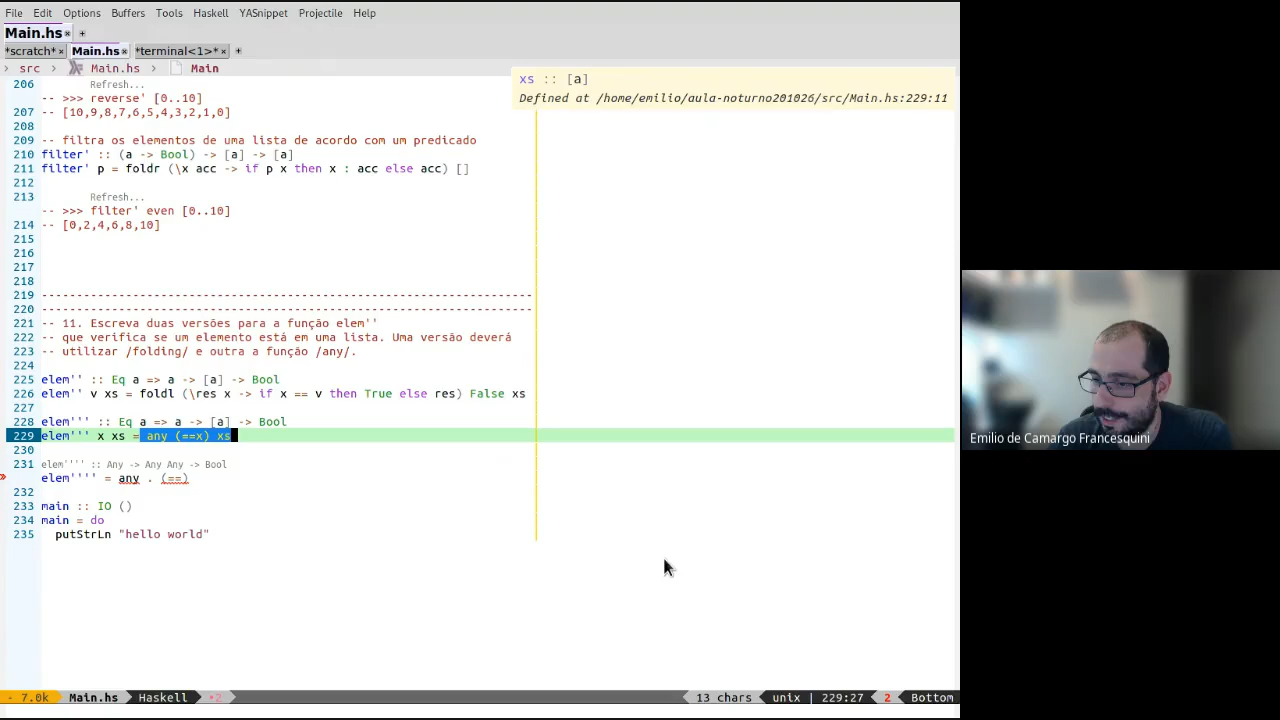 File Edit Options Buffers Tools Haskell YASnippet Projectile Help
Main.hs × +
*scratch* × Main.hs × *terminal<1>* × +
> src > Main.hs > Main
xs :: [a]
Defined at /home/emilio/aula-noturno201026/src/Main.hs:229:11
206 Refresh...
-- >>> reverse' [0..10]
207 -- [10,9,8,7,6,5,4,3,2,1,0]
208
209 -- filtra os elementos de uma lista de acordo com um predicado
210 filter' :: (a -> Bool) -> [a] -> [a]
211 filter' p = foldr (\x acc -> if p x then x : acc else acc) []
212
213 Refresh...
-- >>> filter' even [0..10]
214 -- [0,2,4,6,8,10]
215
216
217
218
219 ----------------------------------------------------------------------
220 ----------------------------------------------------------------------
221 -- 11. Escreva duas versões para a função elem''
222 -- que verifica se um elemento está em uma lista. Uma versão deverá
223 -- utilizar /folding/ e outra a função /any/.
224
225 elem'' :: Eq a => a -> [a] -> Bool
226 elem'' v xs = foldl (\res x -> if x == v then True else res) False xs
227
228 elem''' :: Eq a => a -> [a] -> Bool
229 elem''' x xs = any (==x) xs
230
231 elem'''' :: Any -> Any Any -> Bool
elem'''' = any . (==)
232
233 main :: IO ()
234 main = do
235 putStrLn "hello world"
Emilio de Camargo Francesquini
- 7.0k Main.hs Haskell •2 13 chars unix | 229:27 2 Bottom